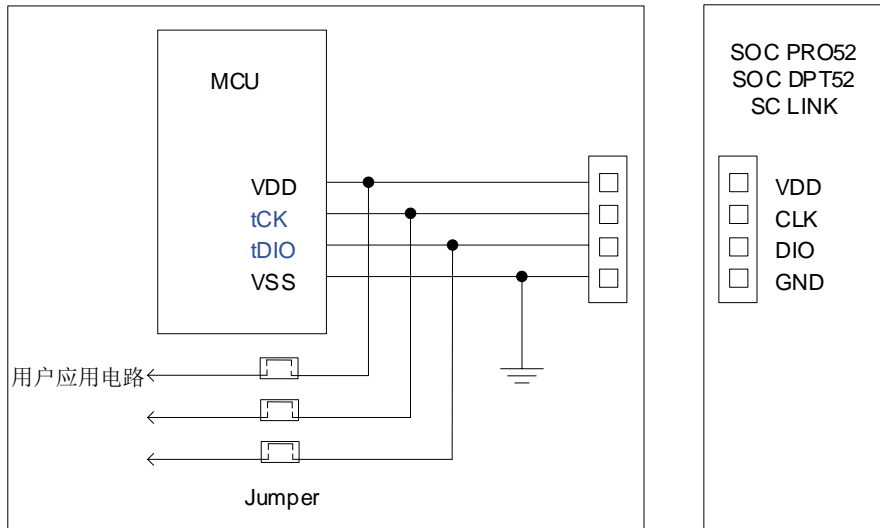 MCU
VDD
tCK
tDIO
VSS
用户应用电路
Jumper
SOC PRO52
SOC DPT52
SC LINK
VDD
CLK
DIO
GND